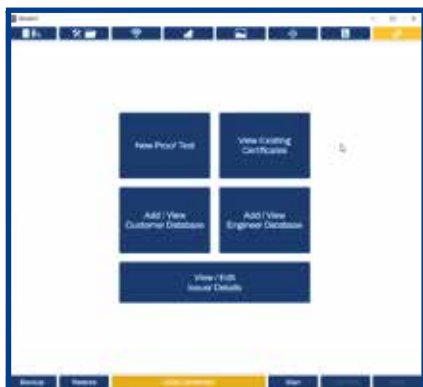 New Proof Test
View Existing
Certificates
Add / View
Customer Database
Add / View
Engineer Database
View / Edit
Issuer Details
Backup
Restore
Start